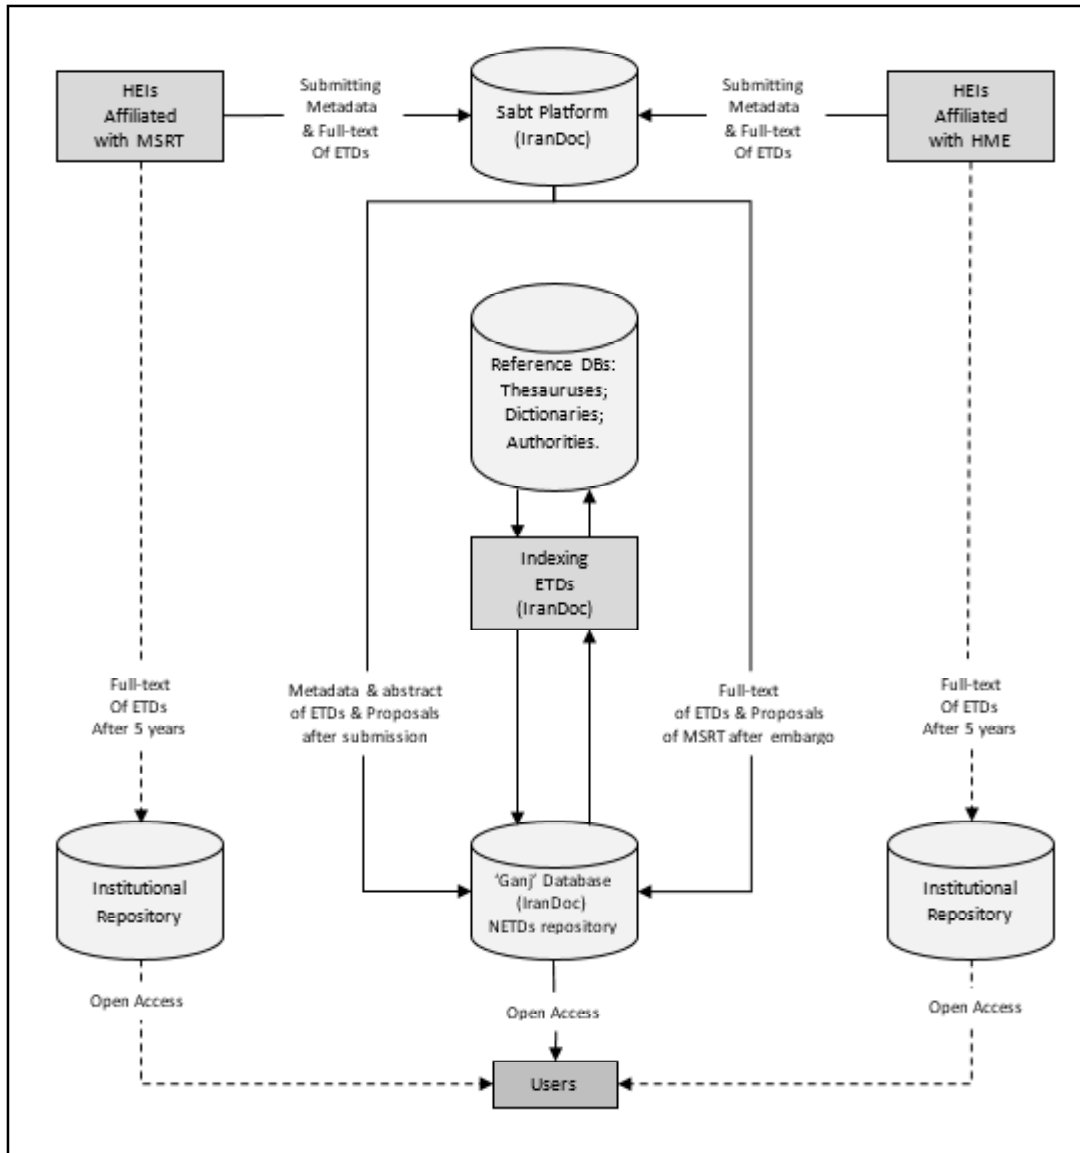 HEIs
Affiliated
with MSRT
Submitting
Metadata
& Full-text
Of ETDs
Sabt Platform
(IranDoc)
Submitting
Metadata
& Full-text
Of ETDs
HEIs
Affiliated
with HME
Reference DBs:
Thesauruses;
Dictionaries;
Authorities.
Indexing
ETDs
(IranDoc)
Full-text
Of ETDs
After 5 years
Metadata & abstract
of ETDs & Proposals
after submission
Full-text
of ETDs & Proposals
of MSRT after embargo
Full-text
Of ETDs
After 5 years
Institutional
Repository
'Ganj' Database
(IranDoc)
NETDs repository
Institutional
Repository
Open Access
Open Access
Open Access
Users